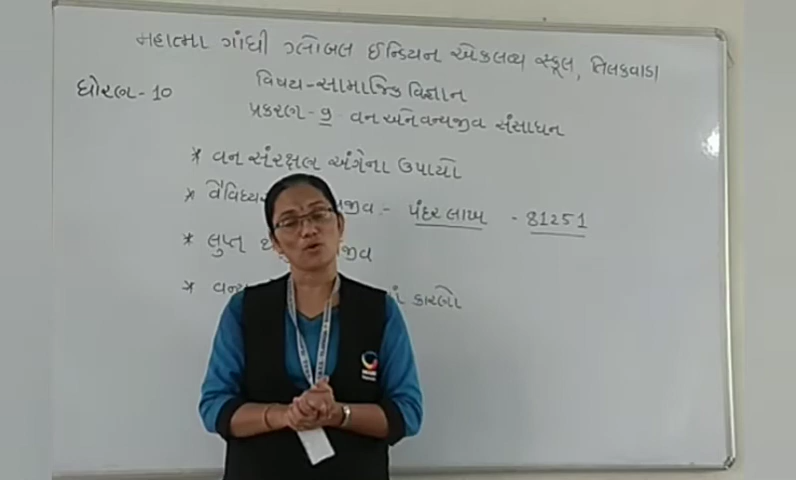 મહાત્મા ગાંધી ગ્લોબલ ઈન્ડિયન એકલવ્ય સ્કૂલ, તિલકવાડા
ધોરણ - 10
વિષય - સામાજિક વિજ્ઞાન
પ્રકરણ - 9 વન અને વન્યજીવ સંસાધન
* વન સંરક્ષણ અંગેના ઉપાયો
* :- પંદર લાખ - 81251
* લુપ્ત
* કારણો